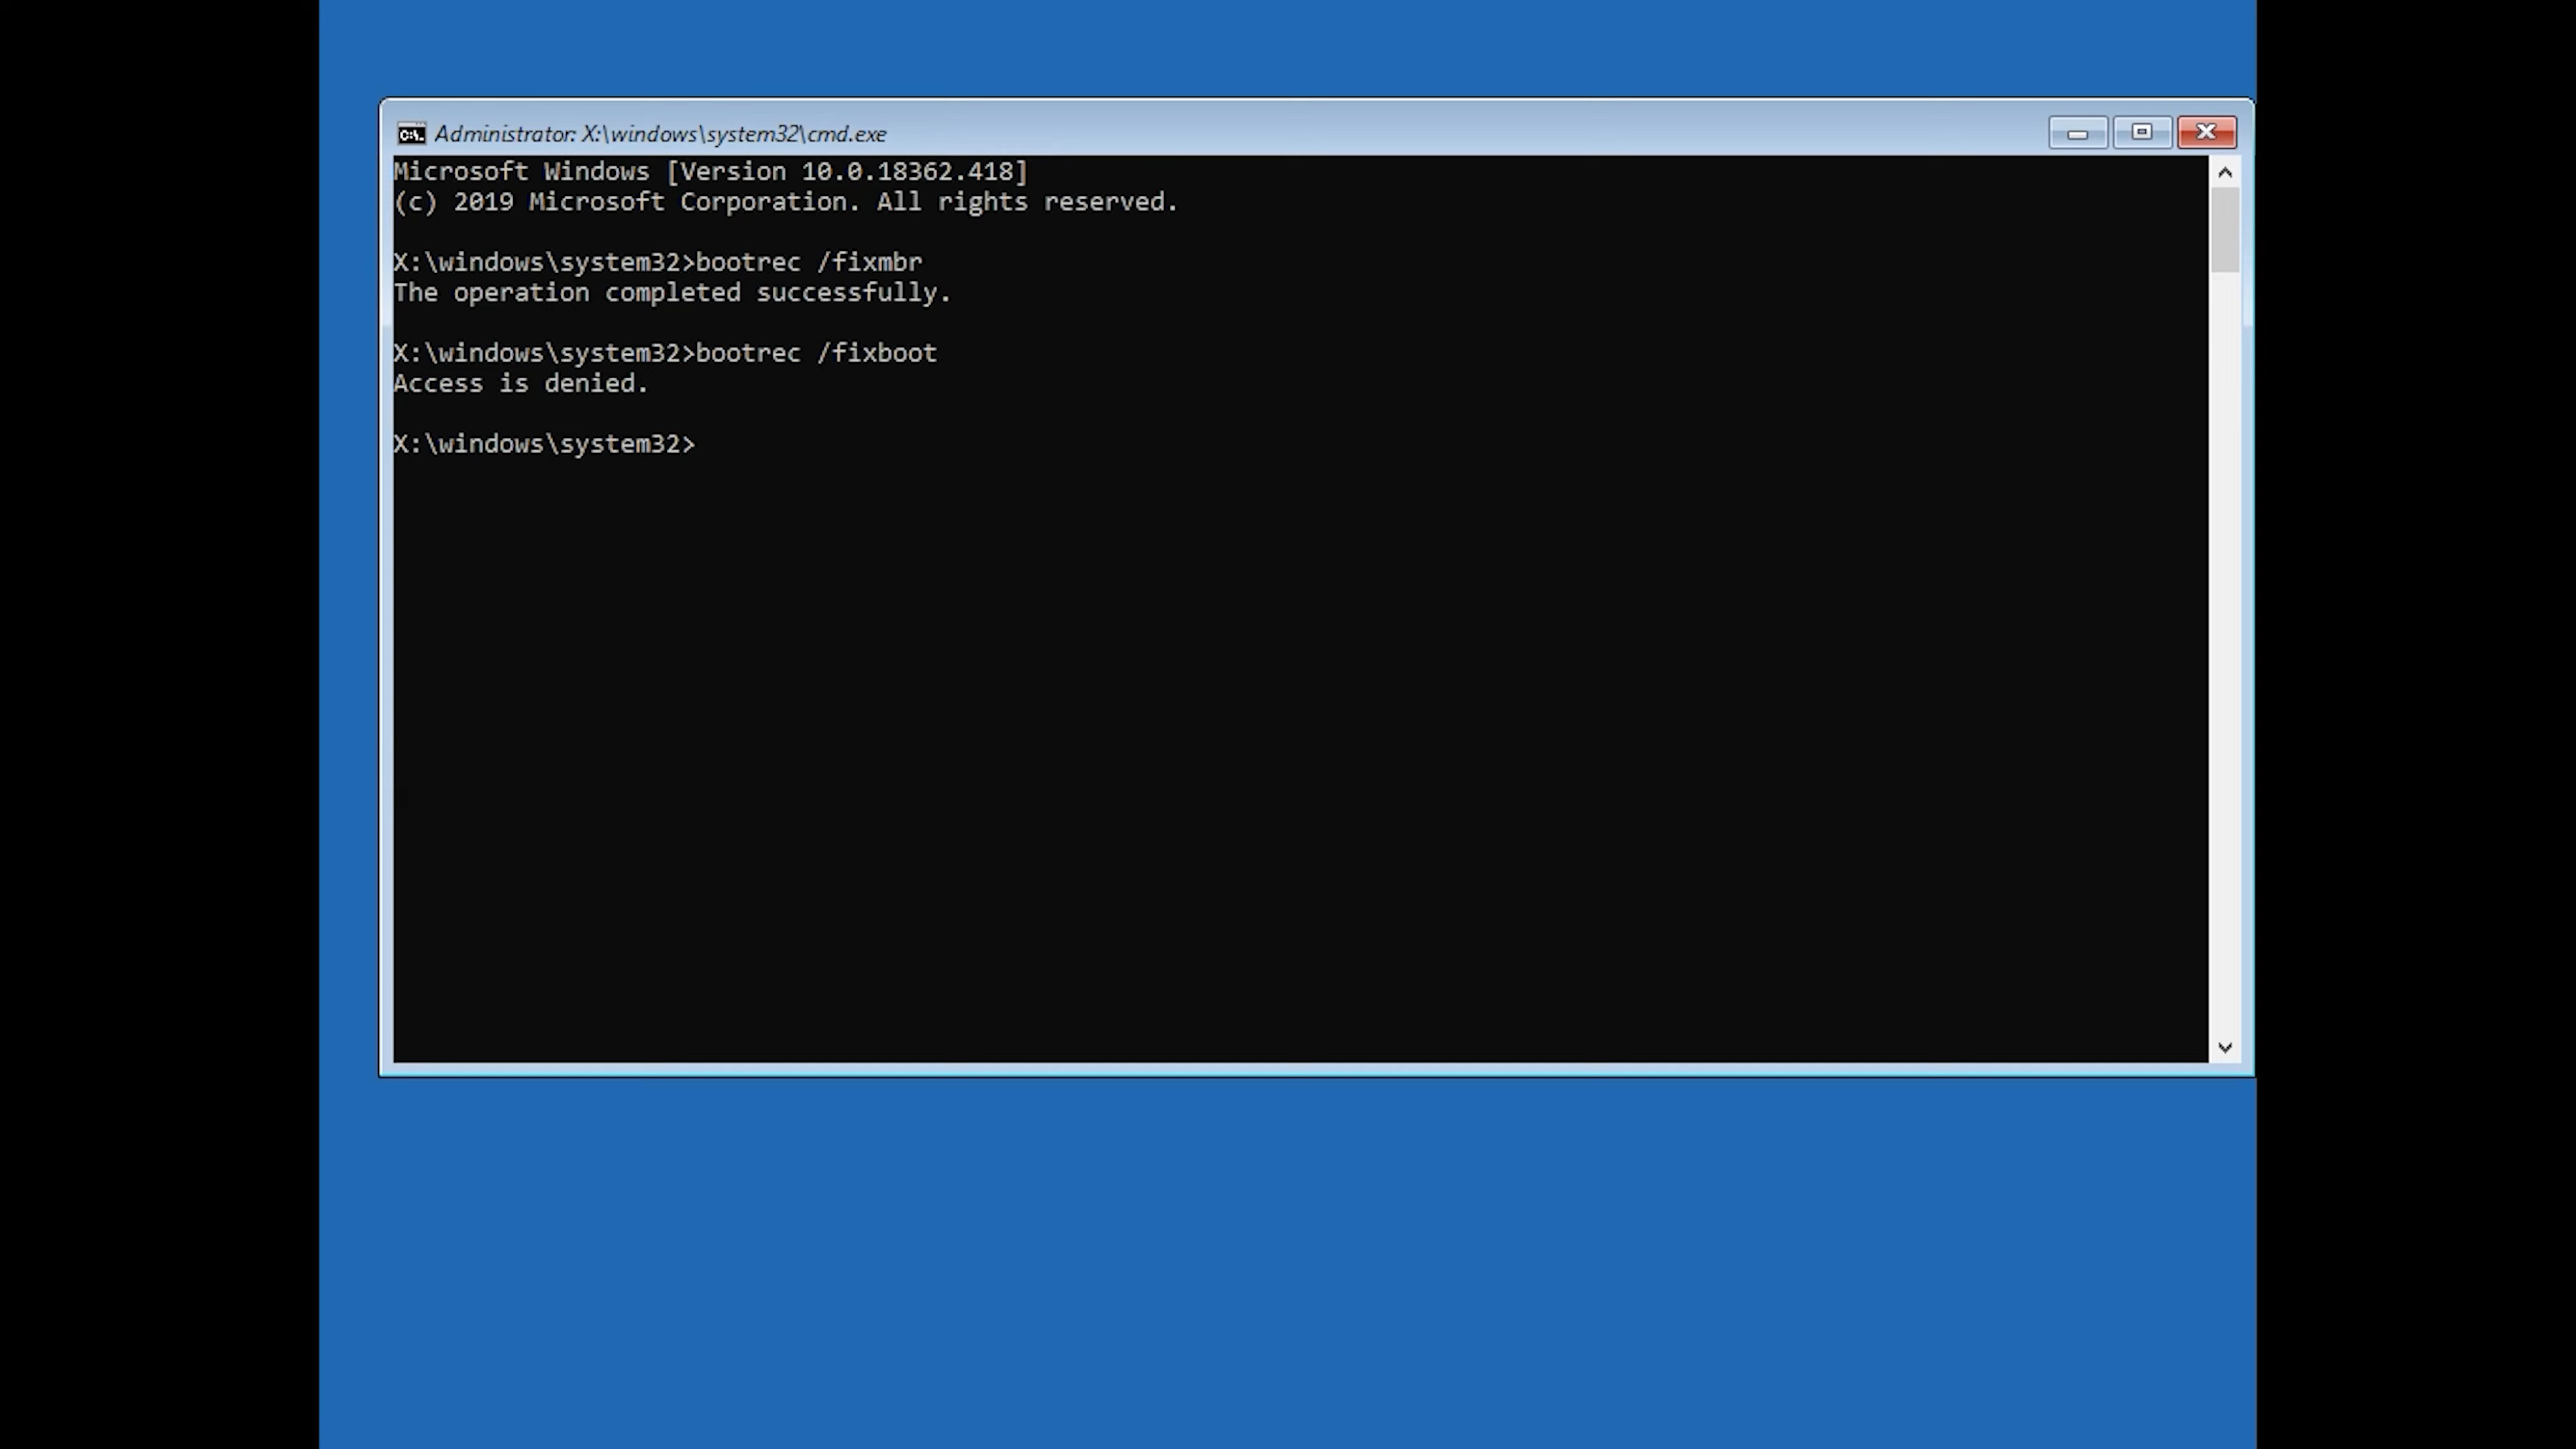 Administrator: X:\windows\system32\cmd.exe
Microsoft Windows [Version 10.0.18362.418]
(c) 2019 Microsoft Corporation. All rights reserved.
X:\windows\system32>bootrec /fixmbr
The operation completed successfully.
X:\windows\system32>bootrec /fixboot
Access is denied.
X:\windows\system32>